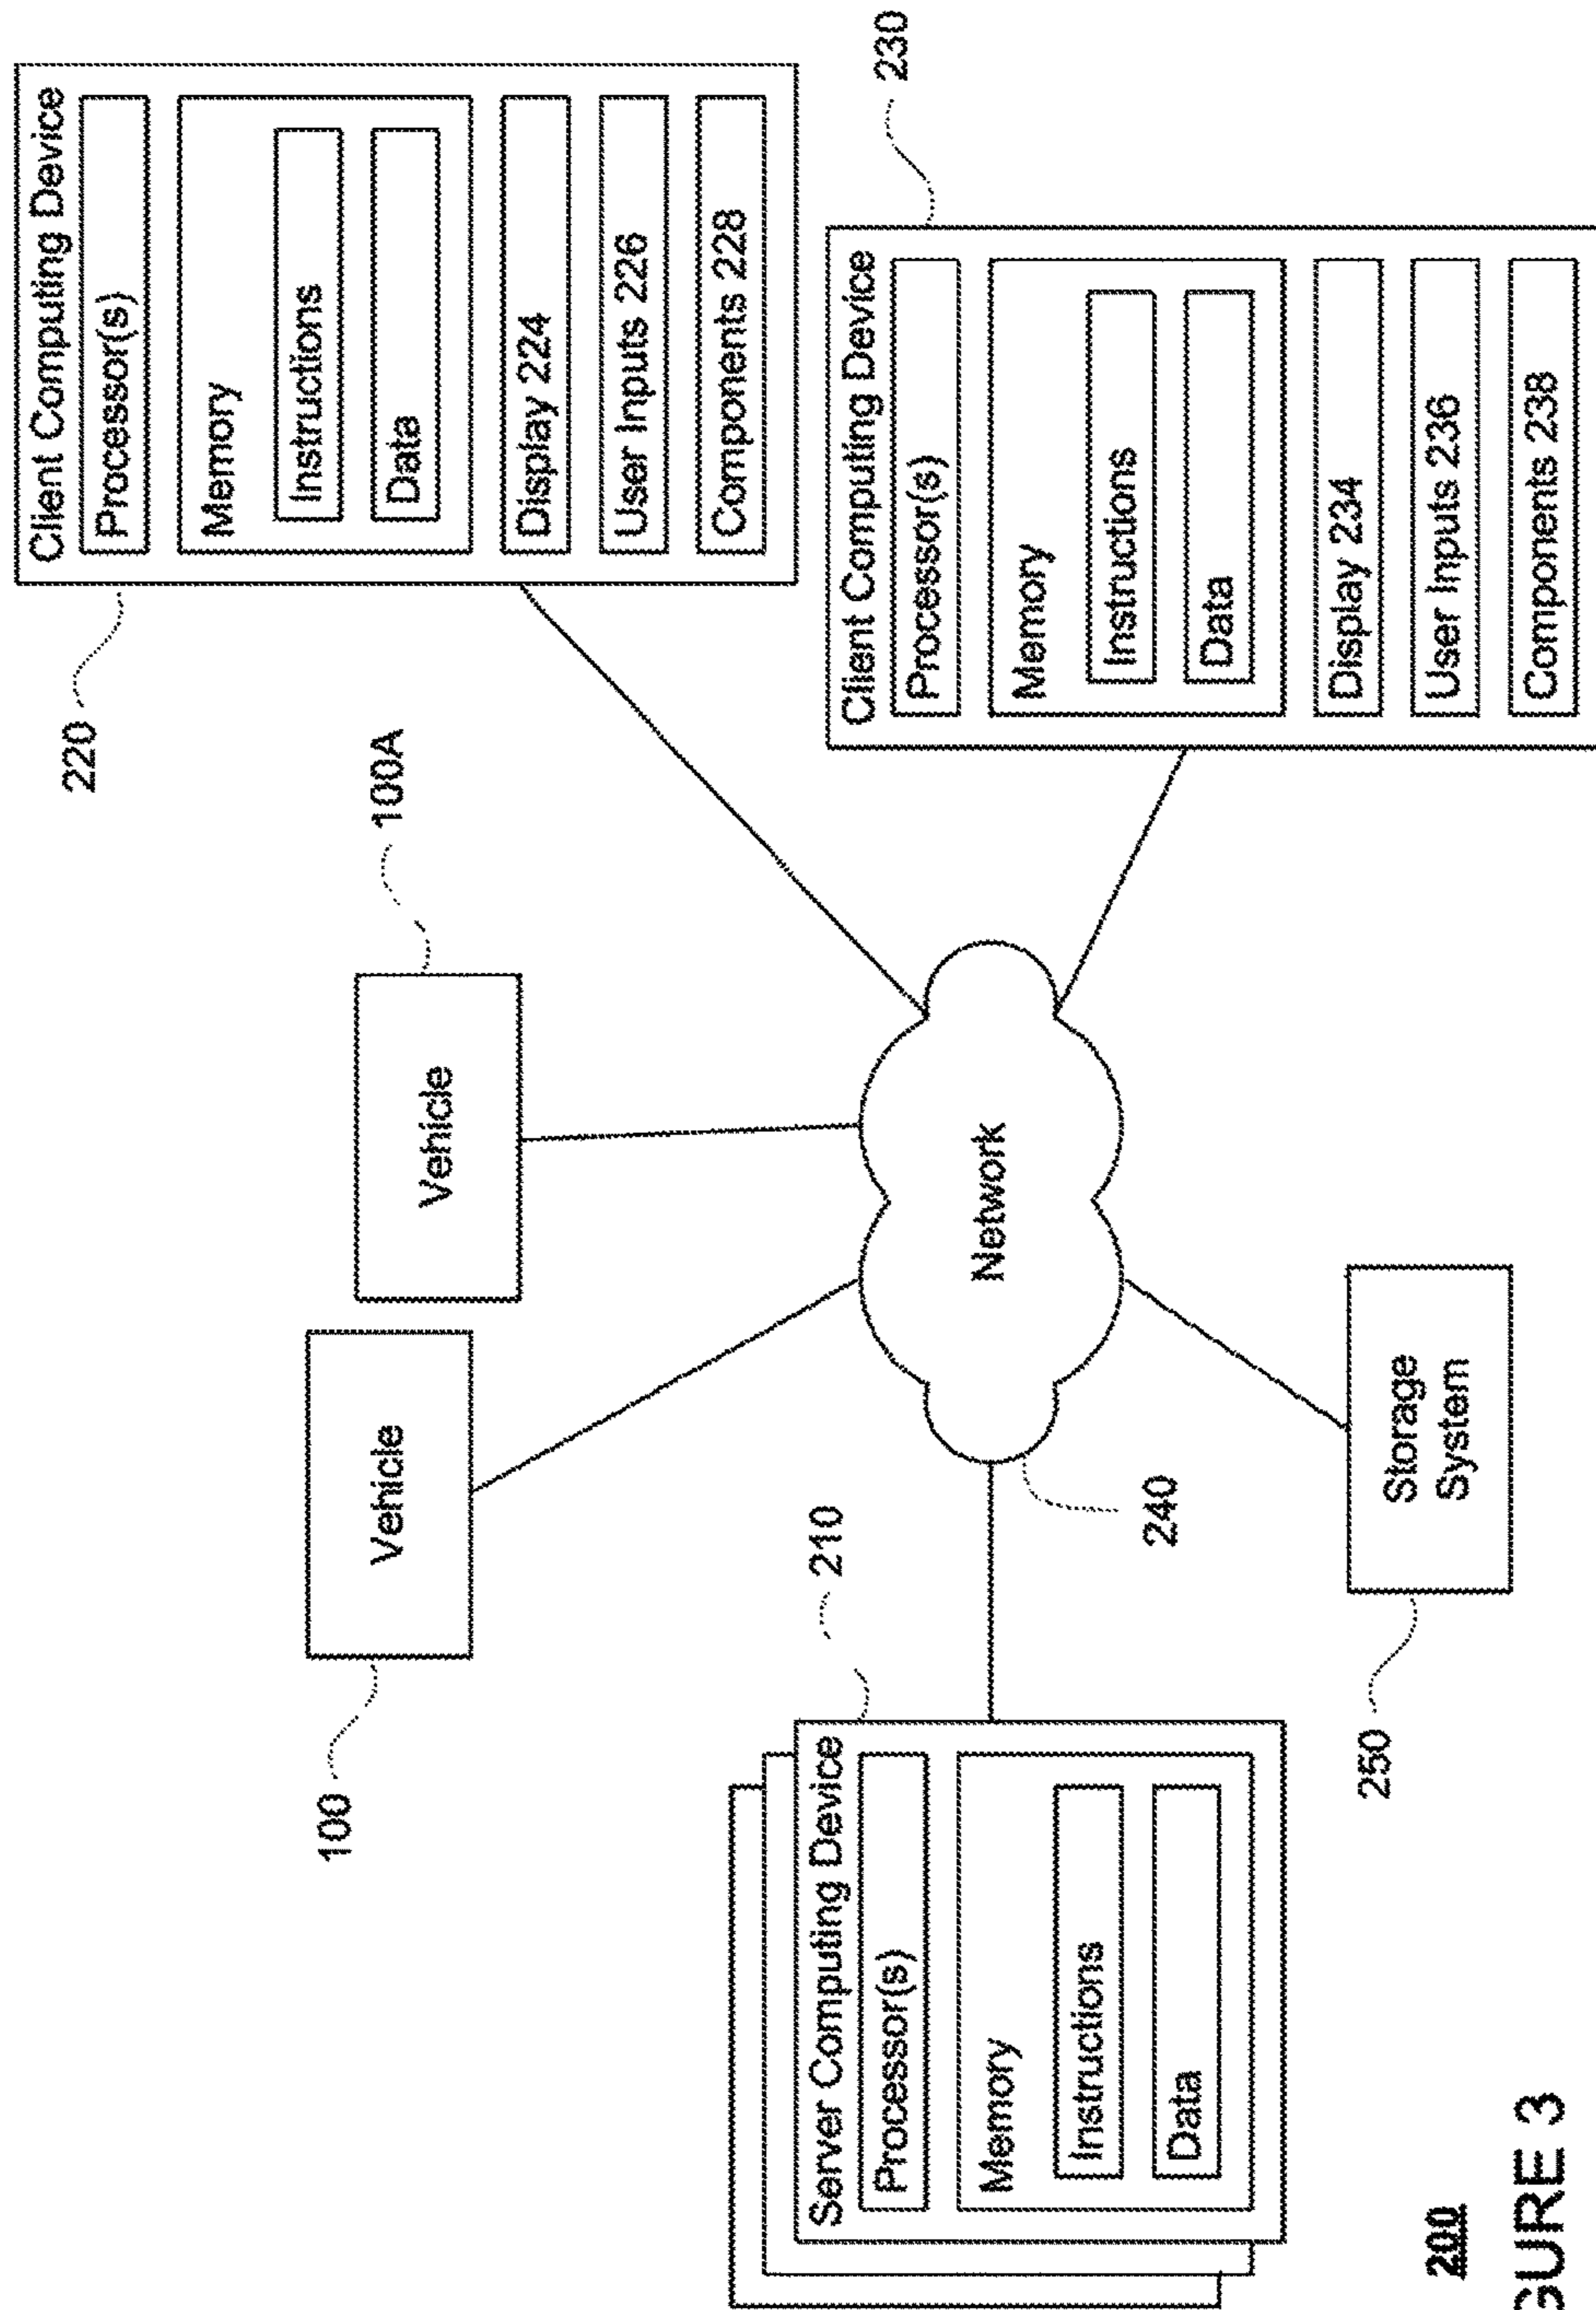 100
Vehicle
100A
Vehicle
220
Client Computing Device
Processor(s)
Memory
Instructions
Data
Display 224
User Inputs 226
Components 228
210
Server Computing Device
Processor(s)
Memory
Instructions
Data
Network
240
230
Client Computing Device
Processor(s)
Memory
Instructions
Data
Display 234
User Inputs 236
Components 238
250
Storage
System
200
GURE 3